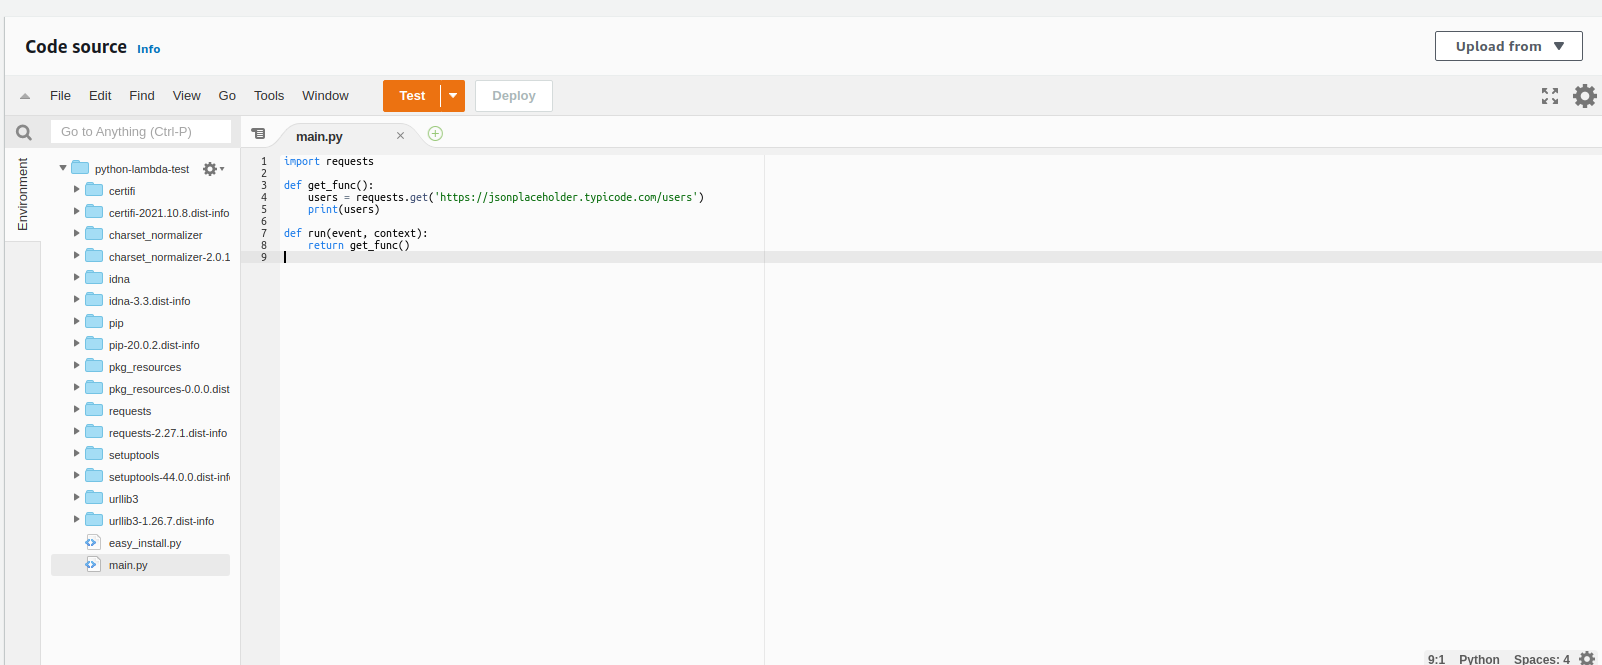 Code source Info
Upload from
File Edit Find View Go Tools Window Test Deploy
Go to Anything (Ctrl-P)
main.py
Environment
python-lambda-test
certifi
certifi-2021.10.8.dist-info
charset_normalizer
charset_normalizer-2.0.1
idna
idna-3.3.dist-info
pip
pip-20.0.2.dist-info
pkg_resources
pkg_resources-0.0.0.dist
requests
requests-2.27.1.dist-info
setuptools
setuptools-44.0.0.dist-inf
urllib3
urllib3-1.26.7.dist-info
easy_install.py
main.py
1 import requests
2
3 def get_func():
4     users = requests.get('https://jsonplaceholder.typicode.com/users')
5     print(users)
6
7 def run(event, context):
8     return get_func()
9
9:1 Python Spaces: 4